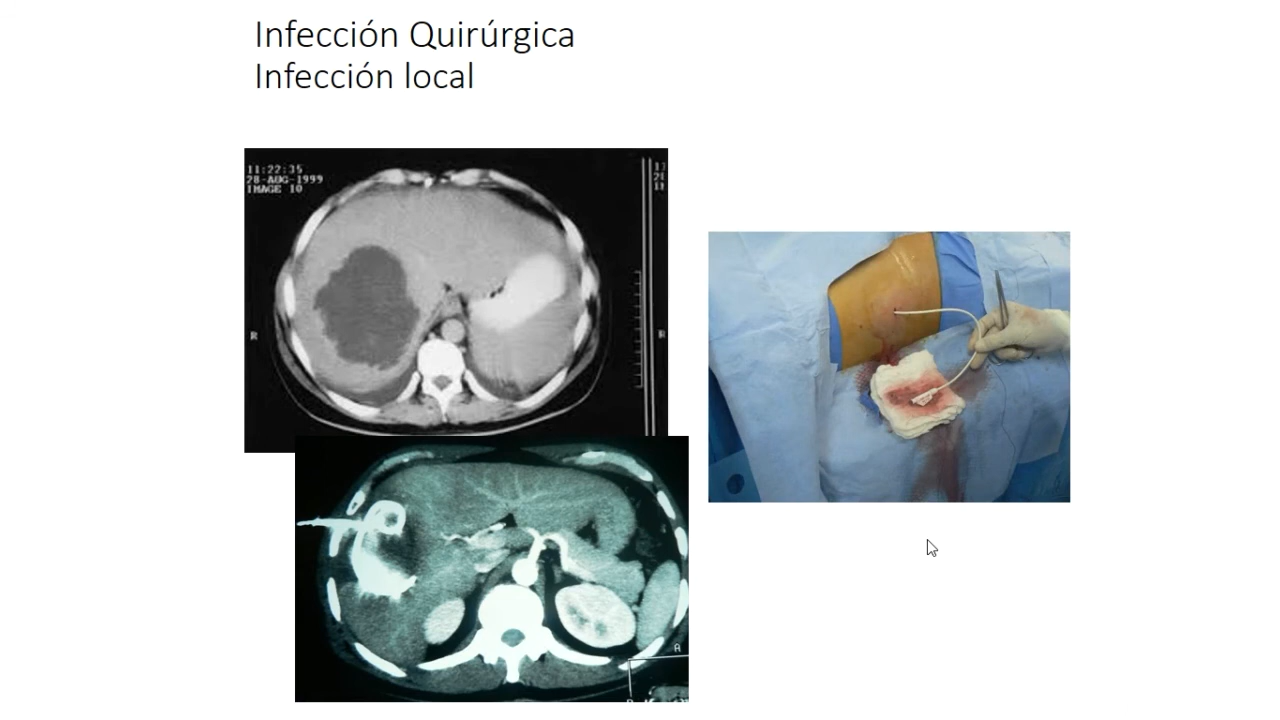 Infección Quirúrgica
Infección local
11:22:35
28-AUG-1999
IMAGE 10
R
A